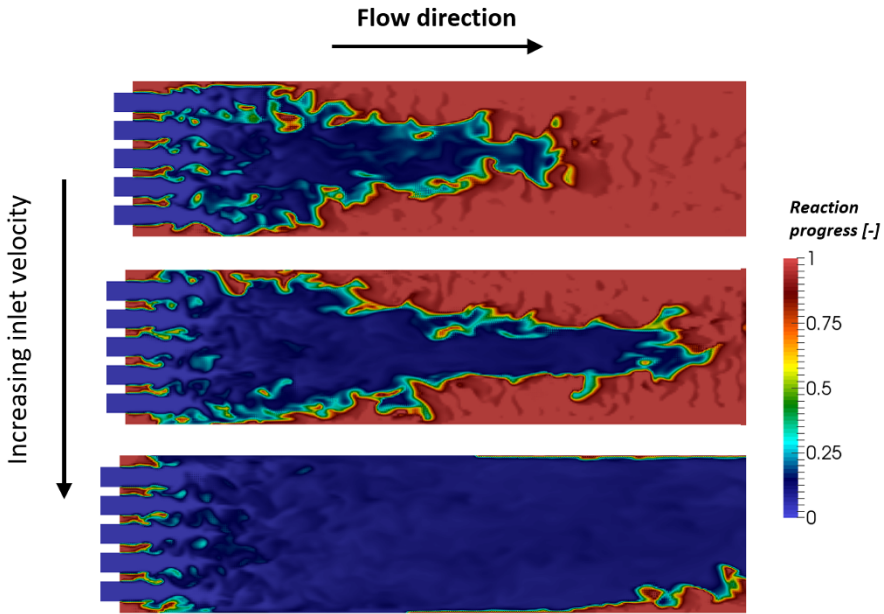 Flow direction
Increasing inlet velocity
Reaction
progress [-]
1
0.75
0.5
0.25
0